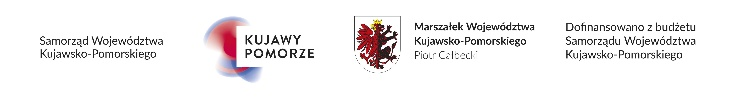 Samorząd Województwa
Kujawsko-Pomorskiego
KUJAWY
POMORZE
Marszałek Województwa
Kujawsko-Pomorskiego
Piotr Całbecki
Dofinansowano z budżetu
Samorządu Województwa
Kujawsko-Pomorskiego